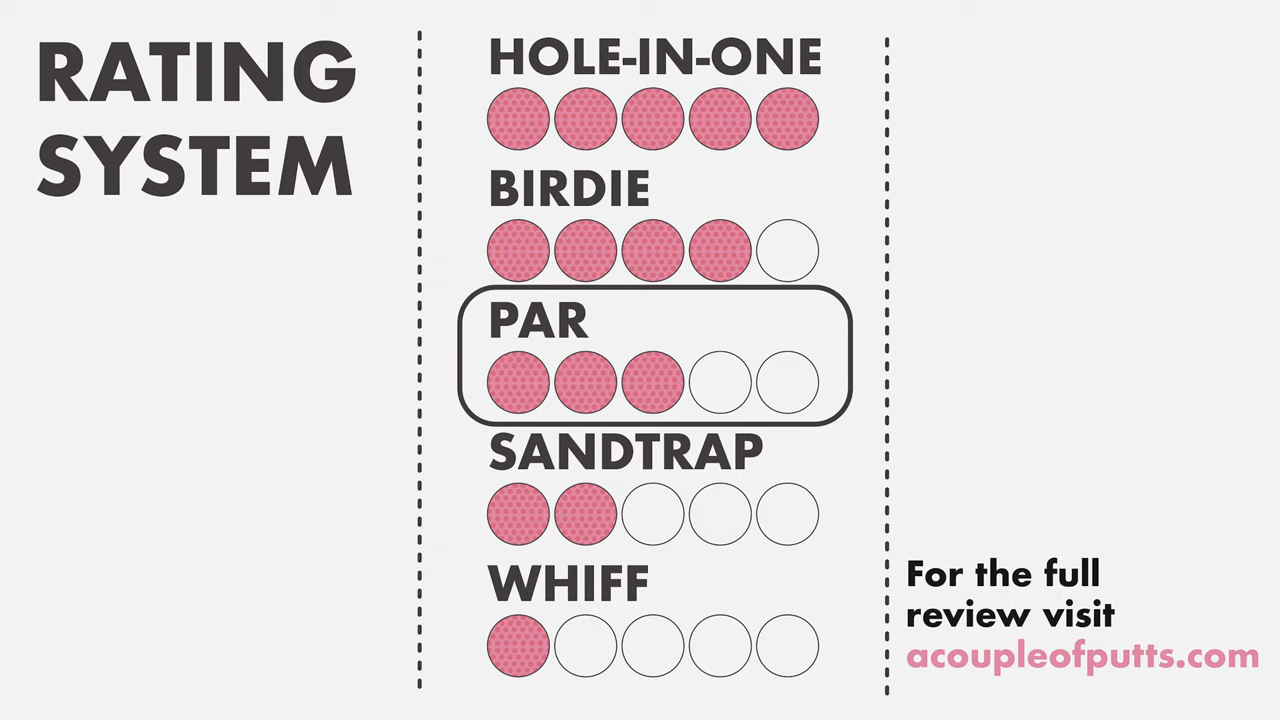 RATING
SYSTEM
HOLE-IN-ONE
BIRDIE
PAR
SANDTRAP
WHIFF
For the full
review visit
acoupleofputts.com